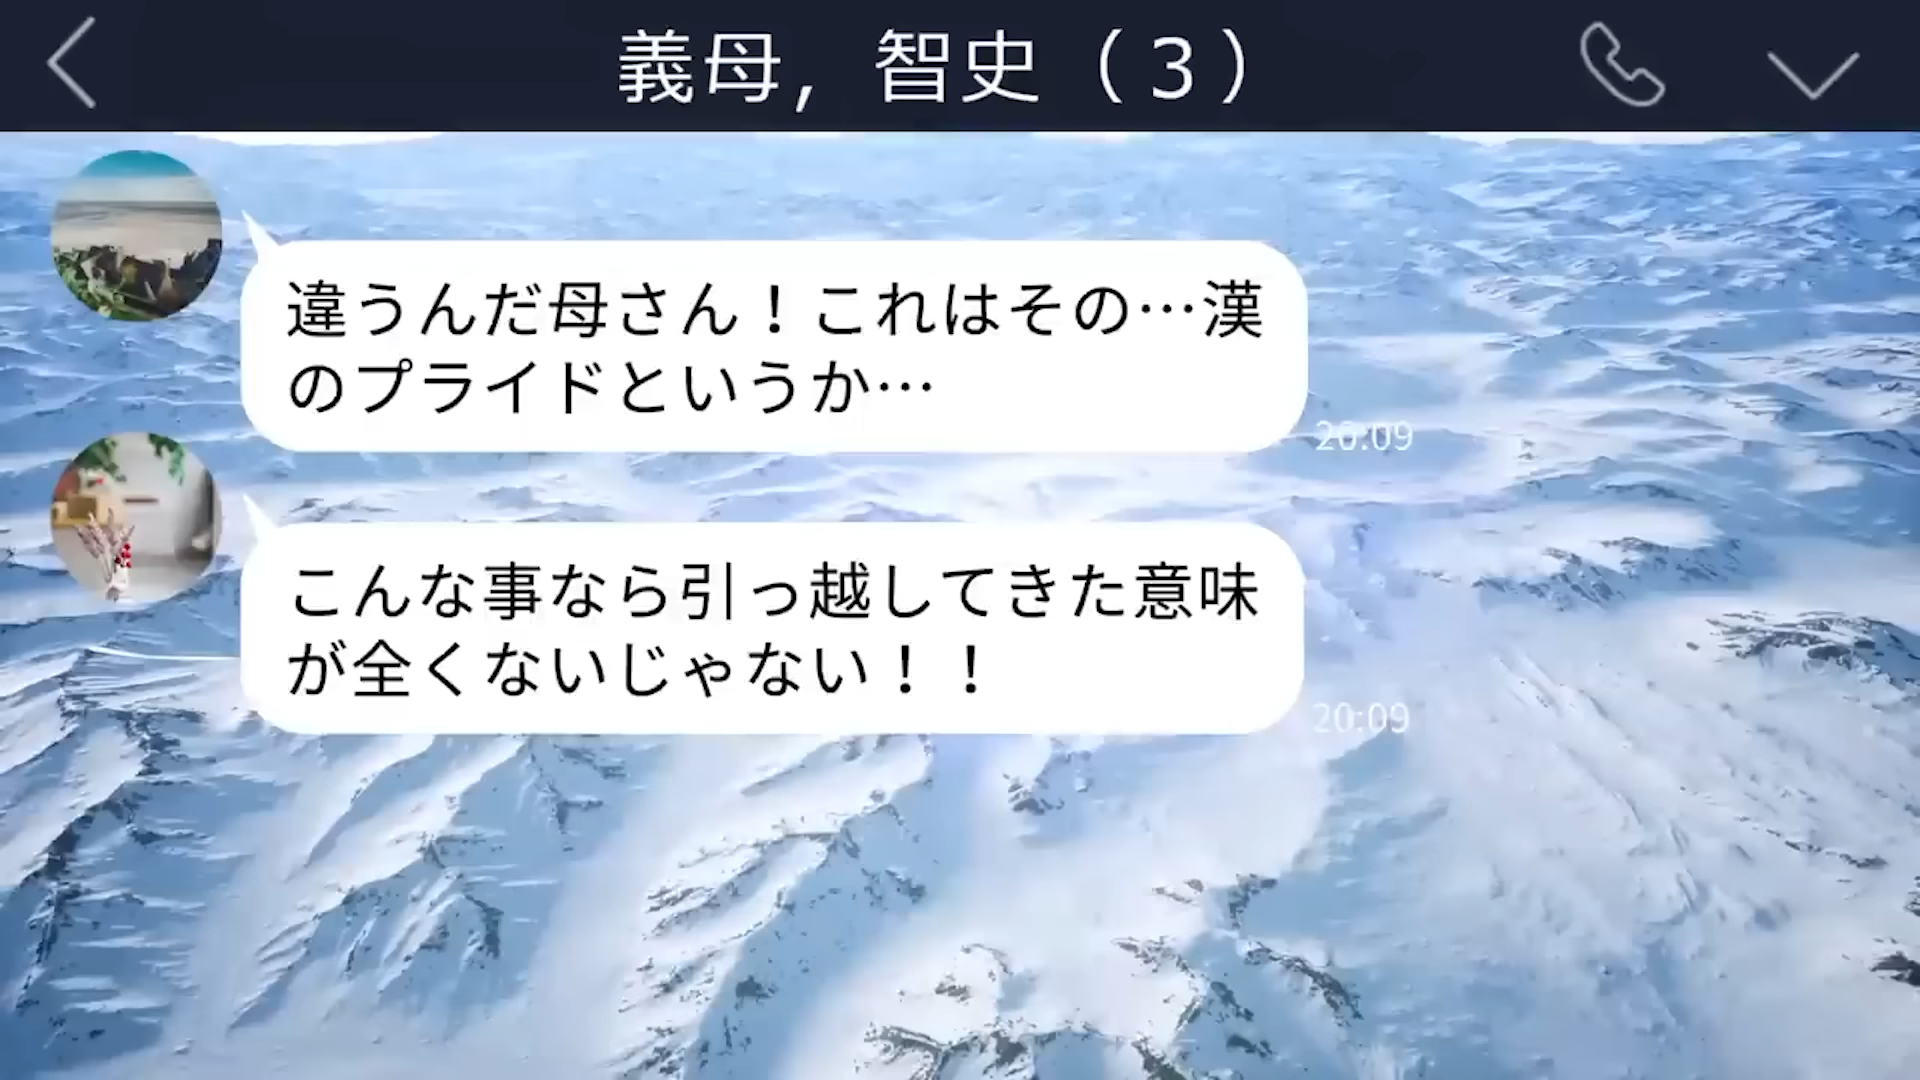 義母，智史（３）
違うんだ母さん！これはその…漢
のプライドというか…
20:09
こんな事なら引っ越してきた意味
が全くないじゃない！！
20:09